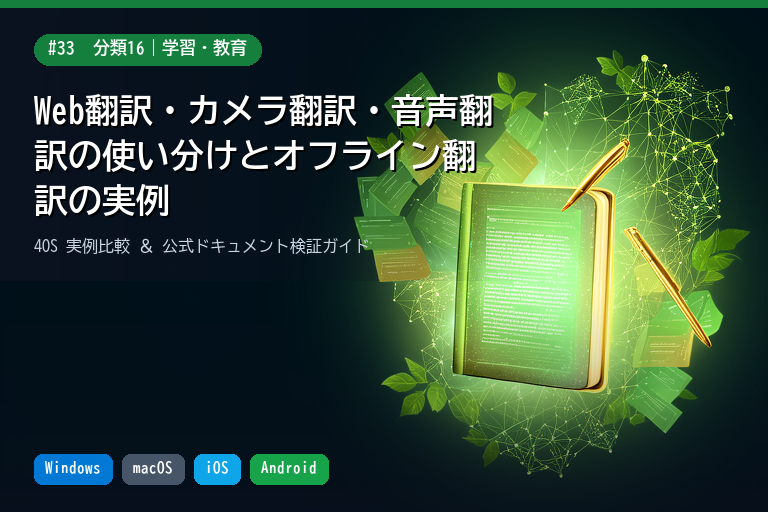 #33 分類16｜学習・教育
Web翻訳・カメラ翻訳・音声翻
訳の使い分けとオフライン翻
訳の実例
4OS 実例比較 ＆ 公式ドキュメント検証ガイド
Windows
macOS
iOS
Android